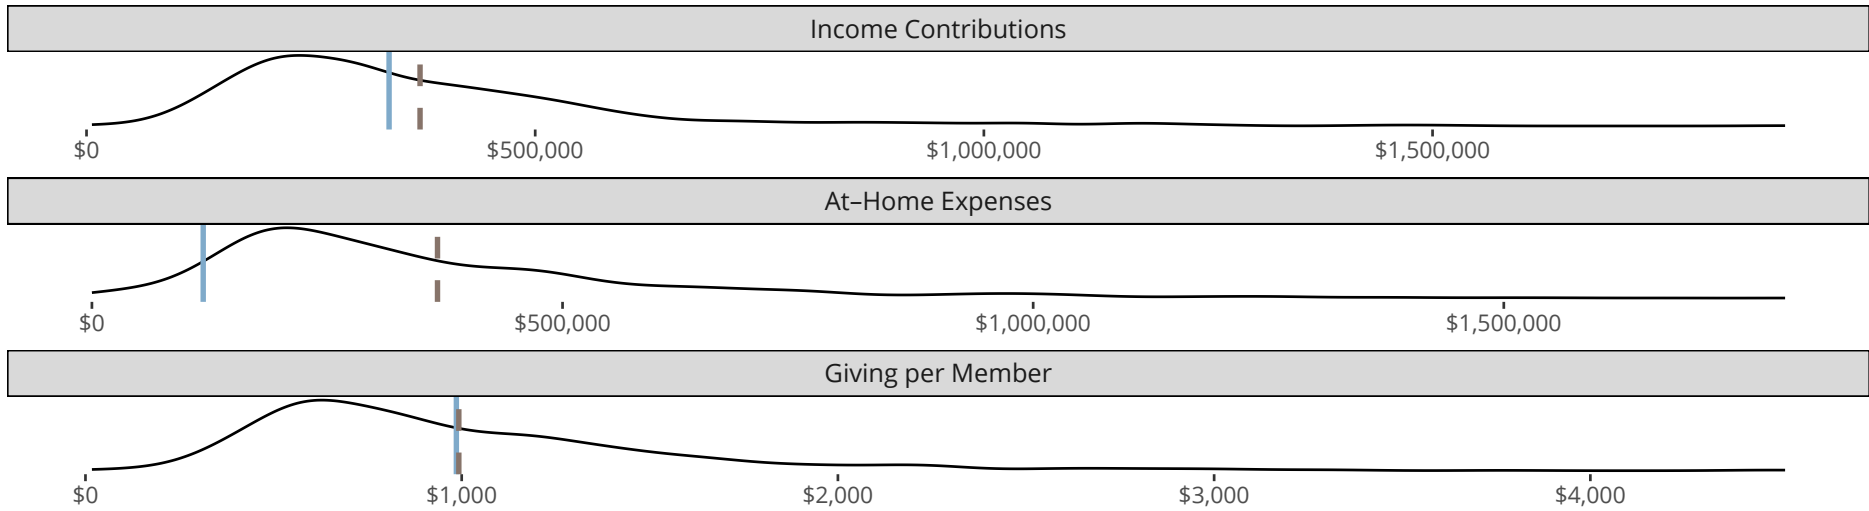 Income Contributions
$0 $500,000 $1,000,000 $1,500,000
At–Home Expenses
$0 $500,000 $1,000,000 $1,500,000
Giving per Member
$0 $1,000 $2,000 $3,000 $4,000